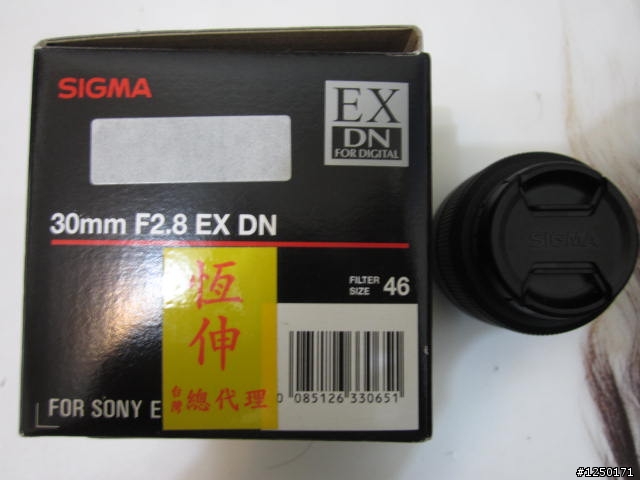 SIGMA
EX
DN
FOR DIGITAL
30mm F2.8 EX DN
FILTER
SIZE 46
恆
伸
台灣 總代理
FOR SONY E
0 085126 330651
SIGMA
#1250171